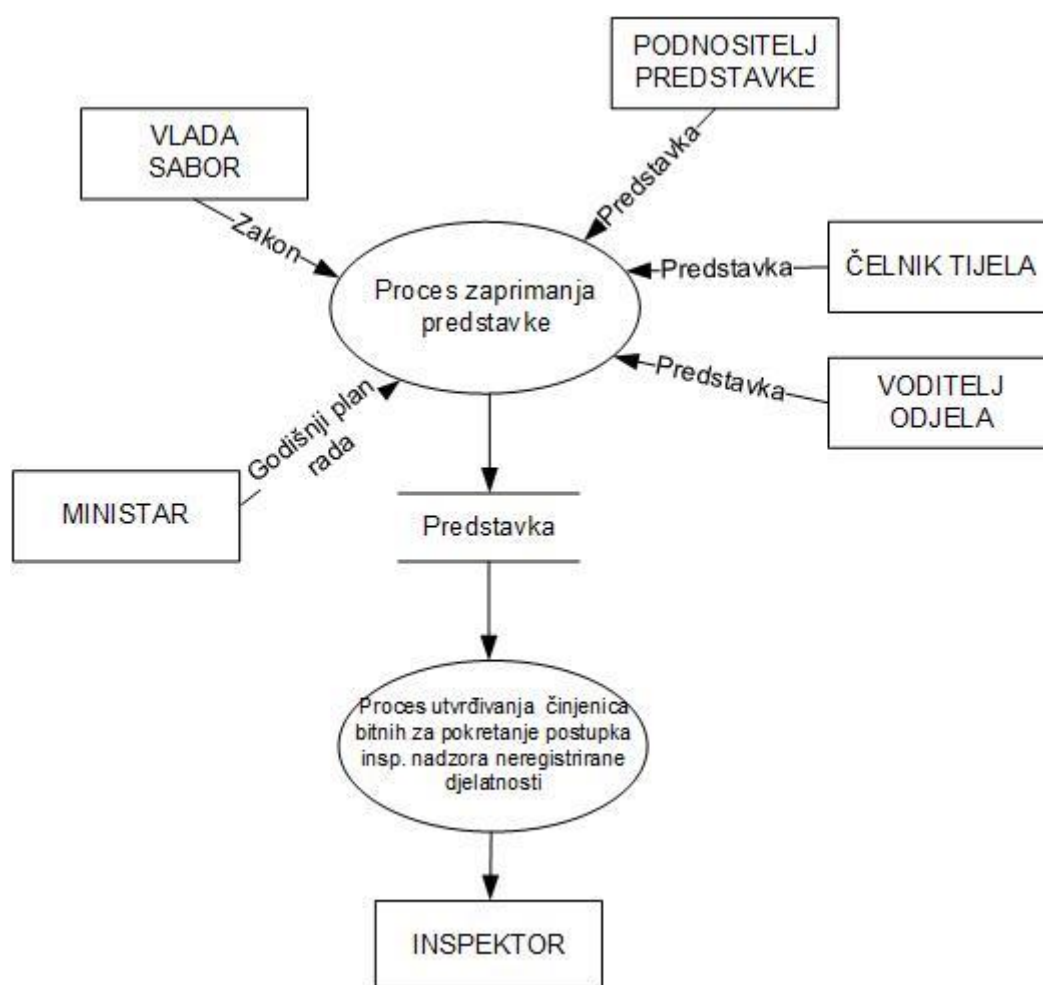 PODNOSITELJ
PREDSTAVKE
VLADA
SABOR
Predstavka
Zakon
Predstavka
ČELNIK TIJELA
Proces zaprimanja
predstavke
Predstavka
VODITELJ
ODJELA
Godišnji plan
rada
MINISTAR
Predstavka
Proces utvrđivanja činjenica
bitnih za pokretanje postupka
insp. nadzora neregistrirane
djelatnosti
INSPEKTOR